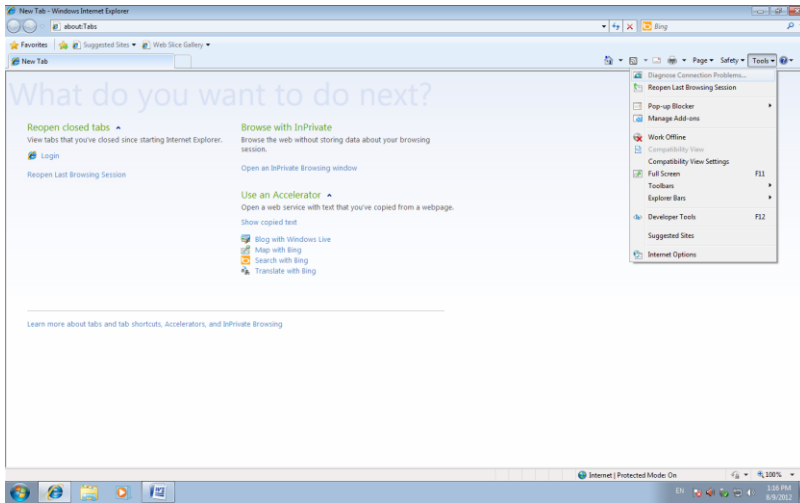 New Tab - Windows Internet Explorer
about:Tabs
Bing
Favorites Suggested Sites Web Slice Gallery
New Tab
Page Safety Tools
What do you want to do next?
Reopen closed tabs
View tabs that you've closed since starting Internet Explorer.
Login
Reopen Last Browsing Session
Browse with InPrivate
Browse the web without storing data about your browsing
session.
Open an InPrivate Browsing window
Use an Accelerator
Open a web service with text that you've copied from a webpage.
Show copied text
Blog with Windows Live
Map with Bing
Search with Bing
Translate with Bing
Learn more about tabs and tab shortcuts, Accelerators, and InPrivate Browsing
Diagnose Connection Problems...
Reopen Last Browsing Session
Pop-up Blocker
Manage Add-ons
Work Offline
Compatibility View
Compatibility View Settings
Full Screen F11
Toolbars
Explorer Bars
Developer Tools F12
Suggested Sites
Internet Options
Internet | Protected Mode: On
100%
EN
1:16 PM
8/9/2012